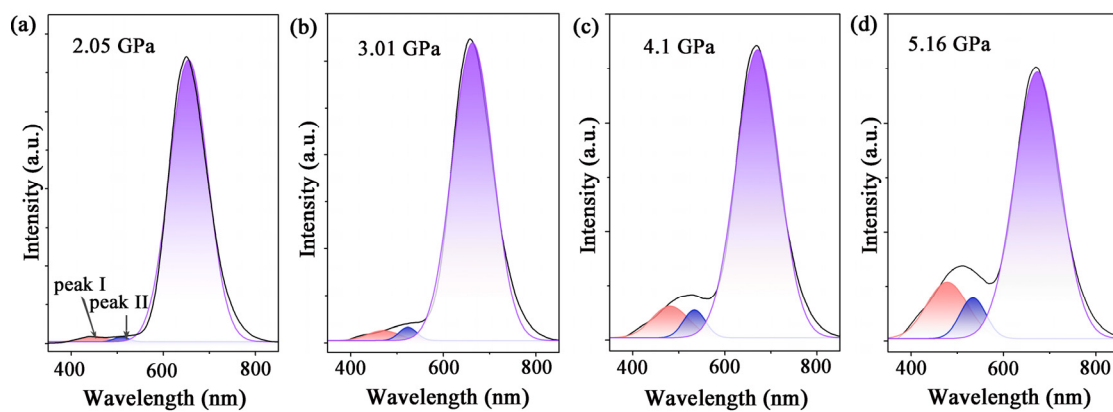 (a)
2.05 GPa
peak I
peak II
Intensity (a.u.)
400 600 800
Wavelength (nm)
(b)
3.01 GPa
Intensity (a.u.)
400 600 800
Wavelength (nm)
(c)
4.1 GPa
Intensity (a.u.)
400 600 800
Wavelength (nm)
(d)
5.16 GPa
Intensity (a.u.)
400 600 800
Wavelength (nm)